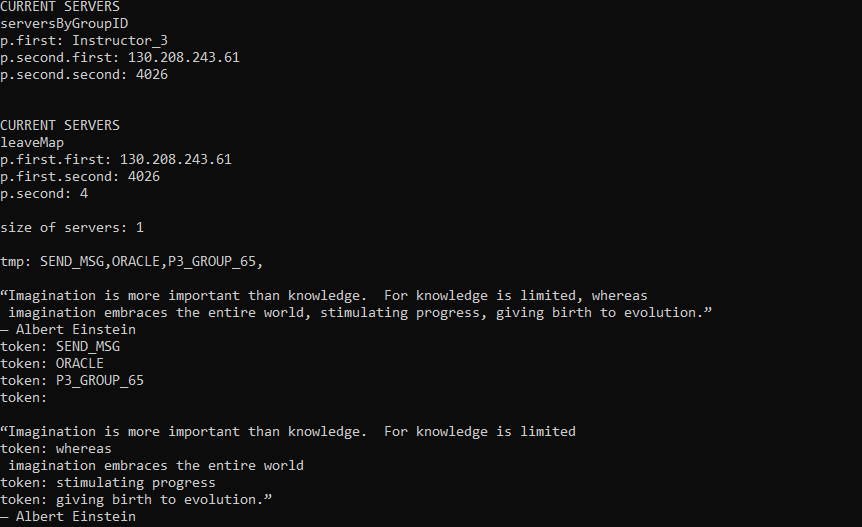 CURRENT SERVERS
serversByGroupID
p.first: Instructor_3
p.second.first: 130.208.243.61
p.second.second: 4026
CURRENT SERVERS
leaveMap
p.first.first: 130.208.243.61
p.first.second: 4026
p.second: 4
size of servers: 1
tmp: SEND_MSG,ORACLE,P3_GROUP_65,
“Imagination is more important than knowledge.  For knowledge is limited, whereas
 imagination embraces the entire world, stimulating progress, giving birth to evolution.”
― Albert Einstein
token: SEND_MSG
token: ORACLE
token: P3_GROUP_65
token:
“Imagination is more important than knowledge.  For knowledge is limited
token: whereas
 imagination embraces the entire world
token: stimulating progress
token: giving birth to evolution.”
― Albert Einstein